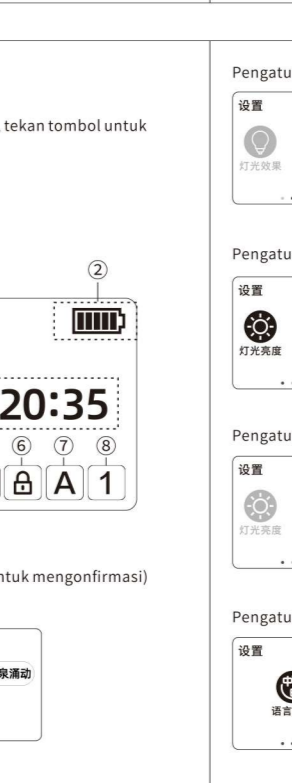 tekan tombol untuk
②
20:35
⑥ ⑦ ⑧
A 1
ntuk mengonfirmasi)
泉涌动
Pengatu
设置
灯光效果
Pengatu
设置
灯光亮度
Pengatu
设置
灯光亮度
Pengatu
设置
语言